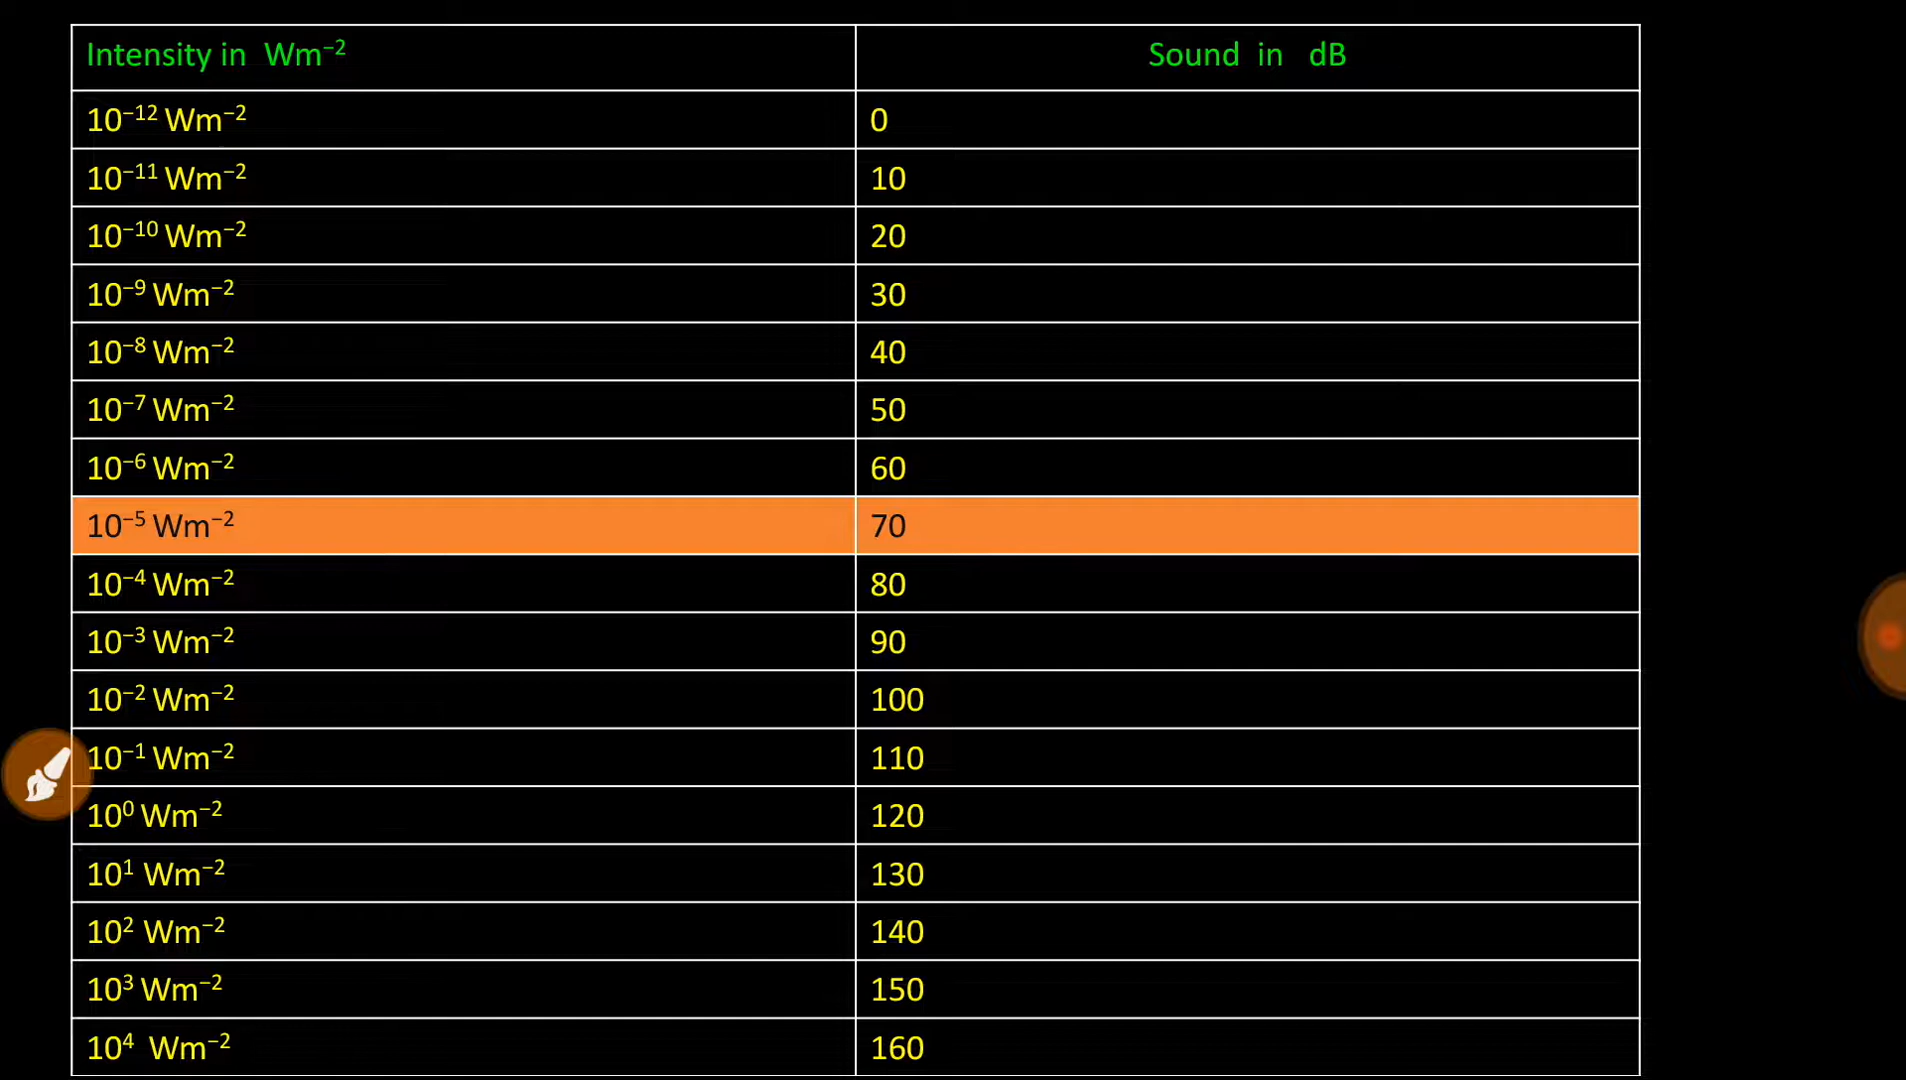 Intensity in Wm⁻² Sound in dB
10⁻¹² Wm⁻² 0
10⁻¹¹ Wm⁻² 10
10⁻¹⁰ Wm⁻² 20
10⁻⁹ Wm⁻² 30
10⁻⁸ Wm⁻² 40
10⁻⁷ Wm⁻² 50
10⁻⁶ Wm⁻² 60
10⁻⁵ Wm⁻² 70
10⁻⁴ Wm⁻² 80
10⁻³ Wm⁻² 90
10⁻² Wm⁻² 100
10⁻¹ Wm⁻² 110
10⁰ Wm⁻² 120
10¹ Wm⁻² 130
10² Wm⁻² 140
10³ Wm⁻² 150
10⁴ Wm⁻² 160